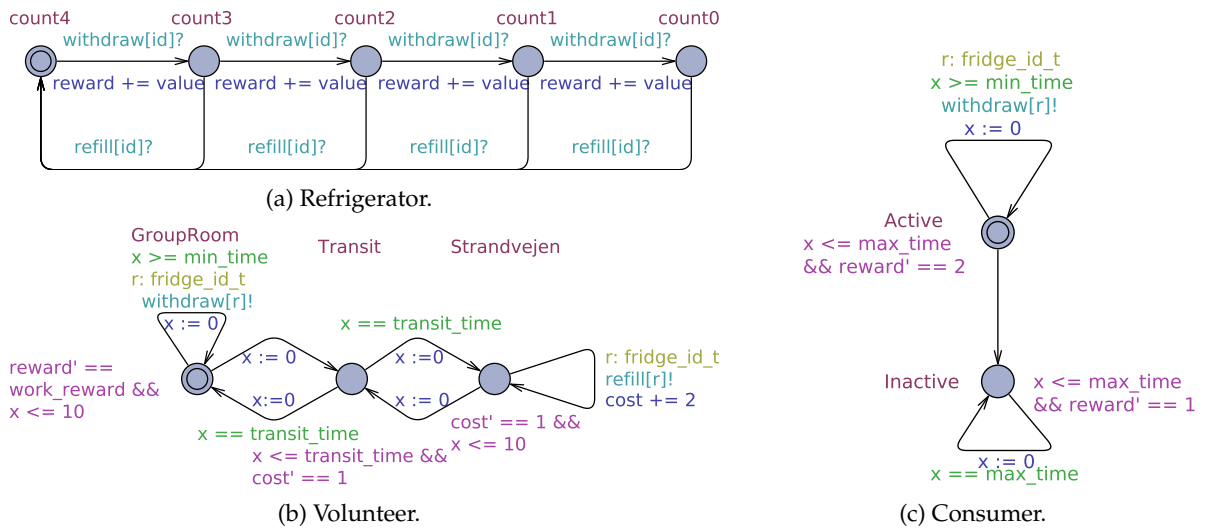 count4 count3 count2 count1 count0
withdraw[id]? withdraw[id]? withdraw[id]? withdraw[id]?
reward += value reward += value reward += value reward += value
refill[id]? refill[id]? refill[id]? refill[id]?
(a) Refrigerator.
GroupRoom
x >= min_time
r: fridge_id_t
withdraw[r]!
x := 0
Transit
Strandvejen
x == transit_time
x := 0
x :=0
reward' ==
work_reward &&
x <= 10
x:=0
x := 0
x == transit_time
x <= transit_time &&
cost' == 1
cost' == 1 &&
x <= 10
r: fridge_id_t
refill[r]!
cost += 2
(b) Volunteer.
r: fridge_id_t
x >= min_time
withdraw[r]!
x := 0
Active
x <= max_time
&& reward' == 2
Inactive
x <= max_time
&& reward' == 1
x := 0
x == max_time
(c) Consumer.